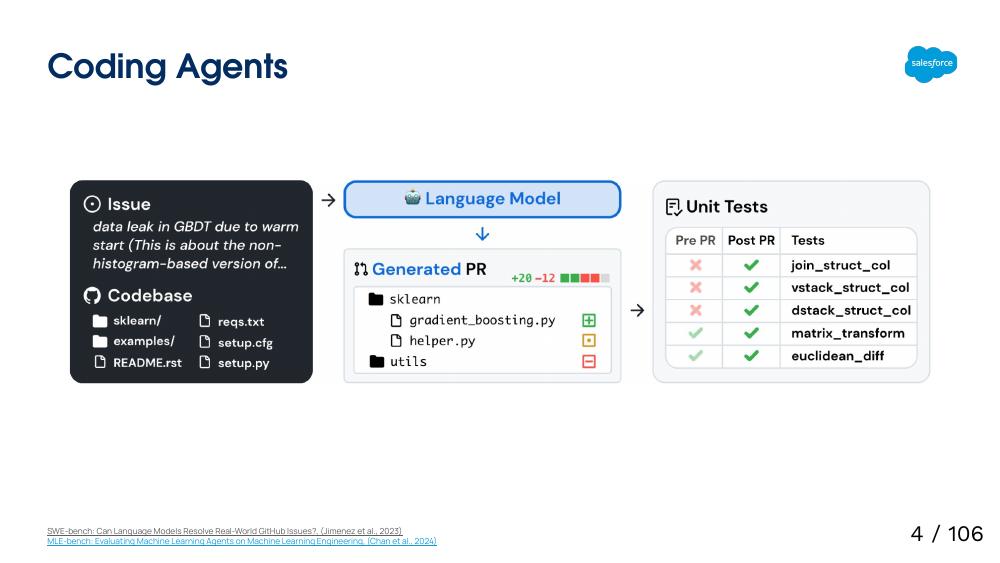 Coding Agents
salesforce
Issue
data leak in GBDT due to warm
start (This is about the non-
histogram-based version of...
Codebase
sklearn/
reqs.txt
examples/
setup.cfg
README.rst
setup.py
Language Model
Generated PR
+20 -12
sklearn
gradient_boosting.py
helper.py
utils
Unit Tests
Pre PR Post PR Tests
join_struct_col
vstack_struct_col
dstack_struct_col
matrix_transform
euclidean_diff
SWE-bench: Can Language Models Resolve Real-World GitHub Issues?, (Jimenez et al., 2023)
MLE-bench: Evaluating Machine Learning Agents on Machine Learning Engineering, (Chan et al., 2024)
4 / 106